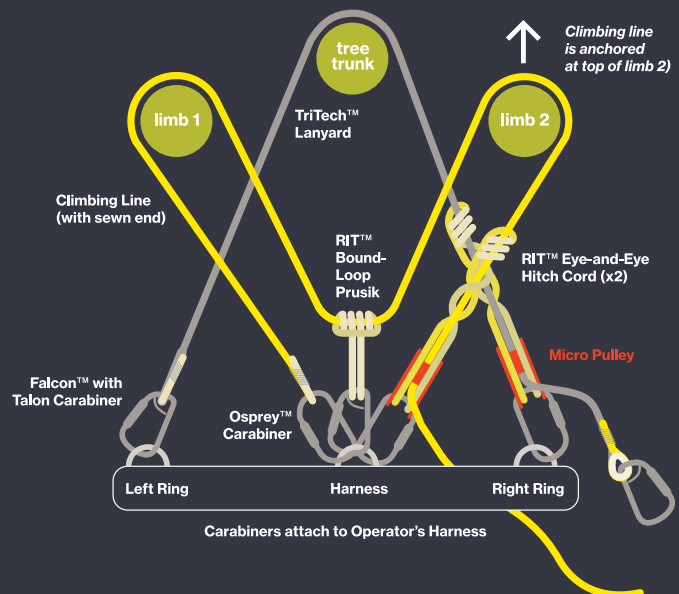 tree
trunk
Climbing line
is anchored
at top of limb 2)
limb 1
TriTech™
Lanyard
limb 2
Climbing Line
(with sewn end)
RIT™
Bound-
Loop
Prusik
RIT™ Eye-and-Eye
Hitch Cord (x2)
Micro Pulley
Falcon™ with
Talon Carabiner
Osprey™
Carabiner
Left Ring
Harness
Right Ring
Carabiners attach to Operator's Harness